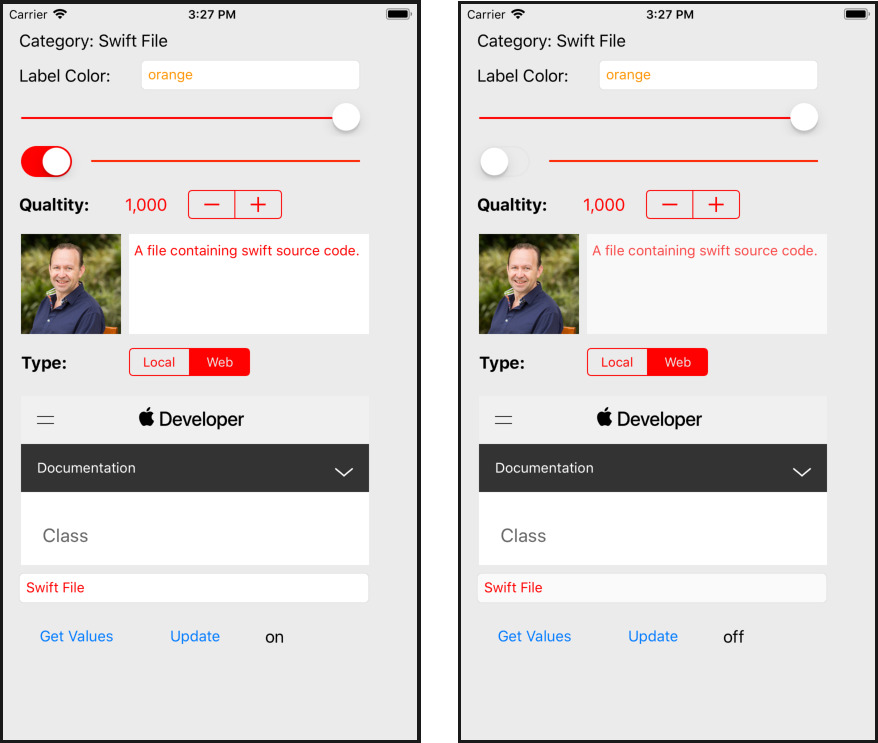 Carrier 3:27 PM
Category: Swift File
Label Color: orange
Qualtity: 1,000 − +
A file containing swift source code.
Type: Local Web
Developer
Documentation
Class
Swift File
Get Values Update on
Carrier 3:27 PM
Category: Swift File
Label Color: orange
Qualtity: 1,000 − +
A file containing swift source code.
Type: Local Web
Developer
Documentation
Class
Swift File
Get Values Update off